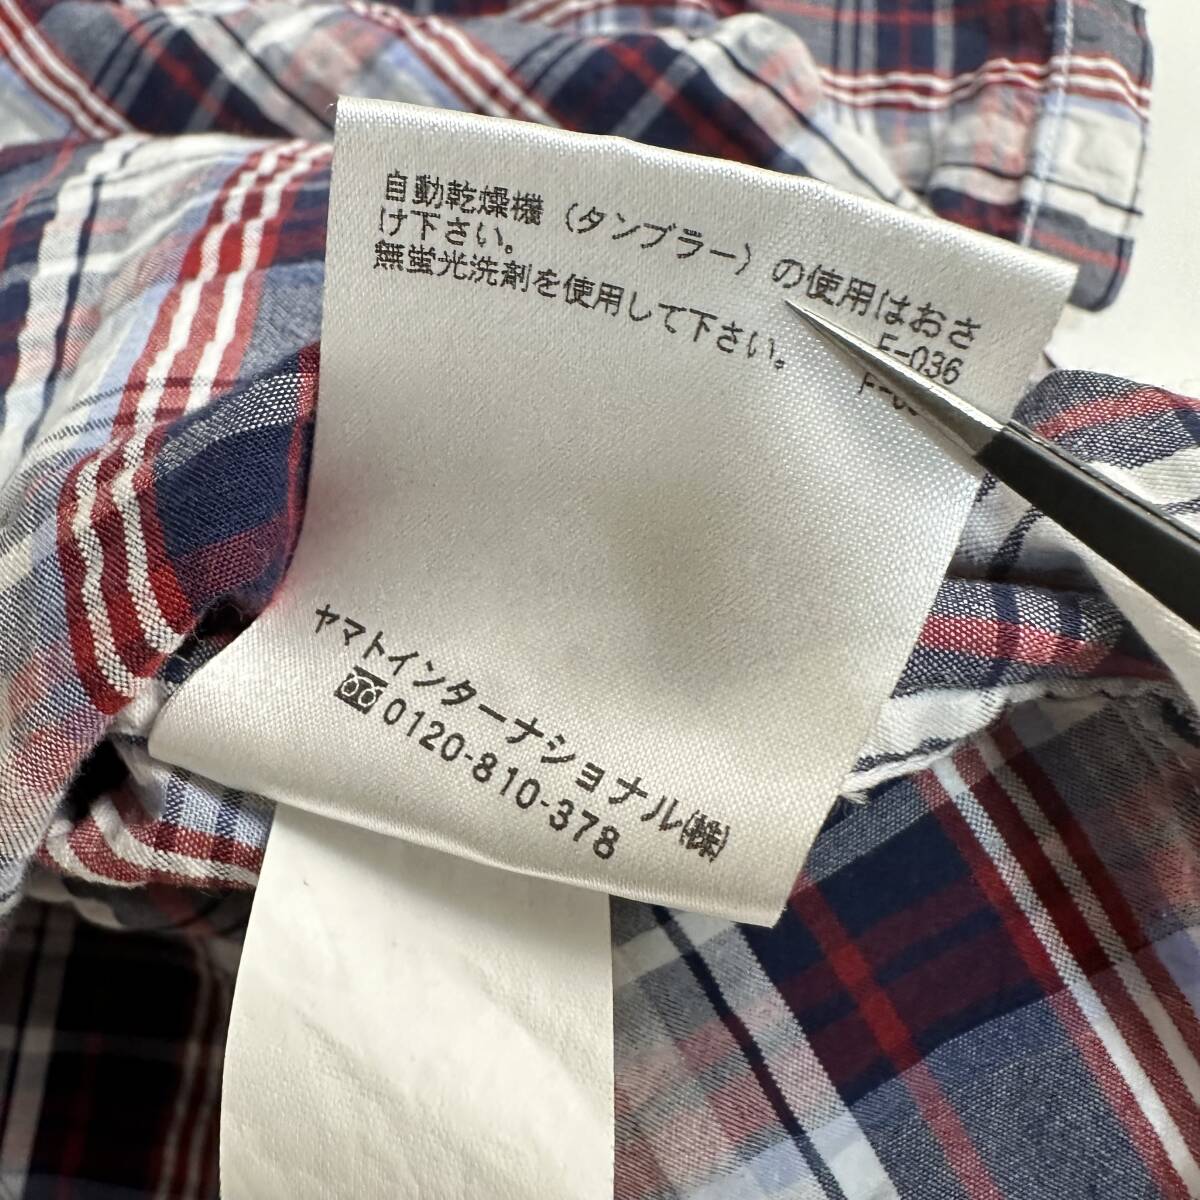 自動乾燥機（タンブラー）の使用はおさ
け下さい。
F-036
無蛍光洗剤を使用して下さい。
ヤマトインターナショナル㈱
0120-810-378